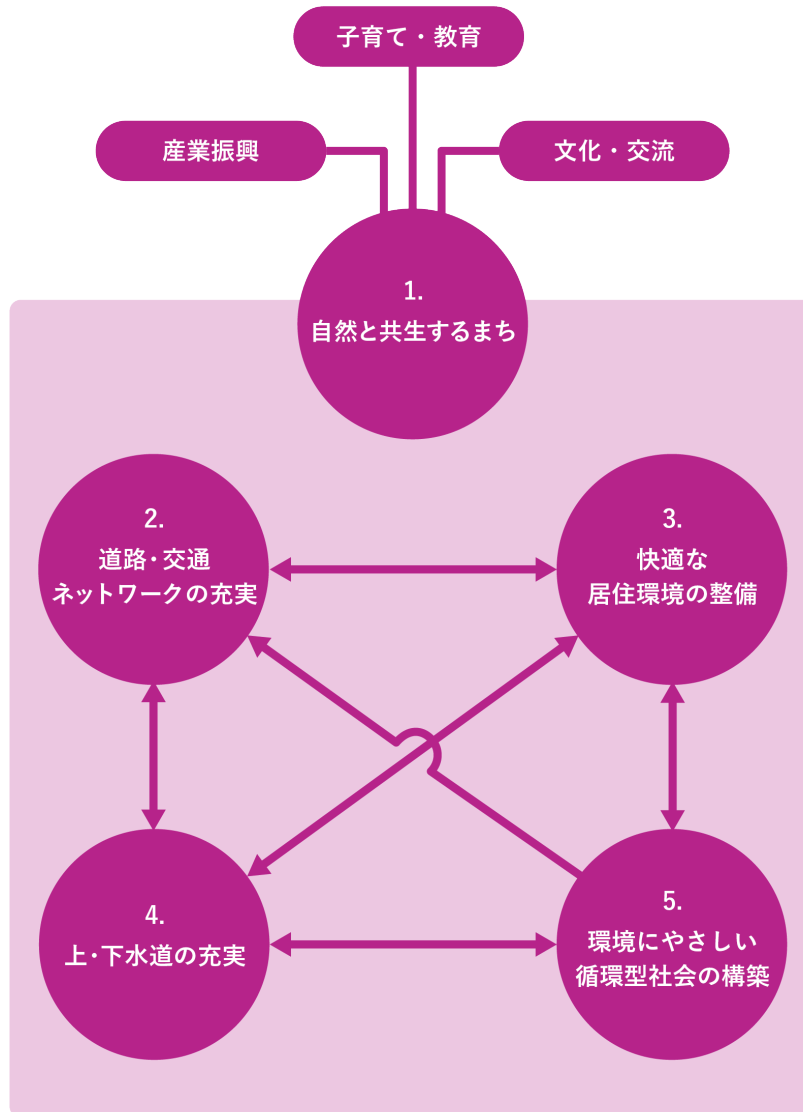 子育て・教育
産業振興
文化・交流
1.
自然と共生するまち
2.
道路・交通
ネットワークの充実
3.
快適な
居住環境の整備
4.
上・下水道の充実
5.
環境にやさしい
循環型社会の構築